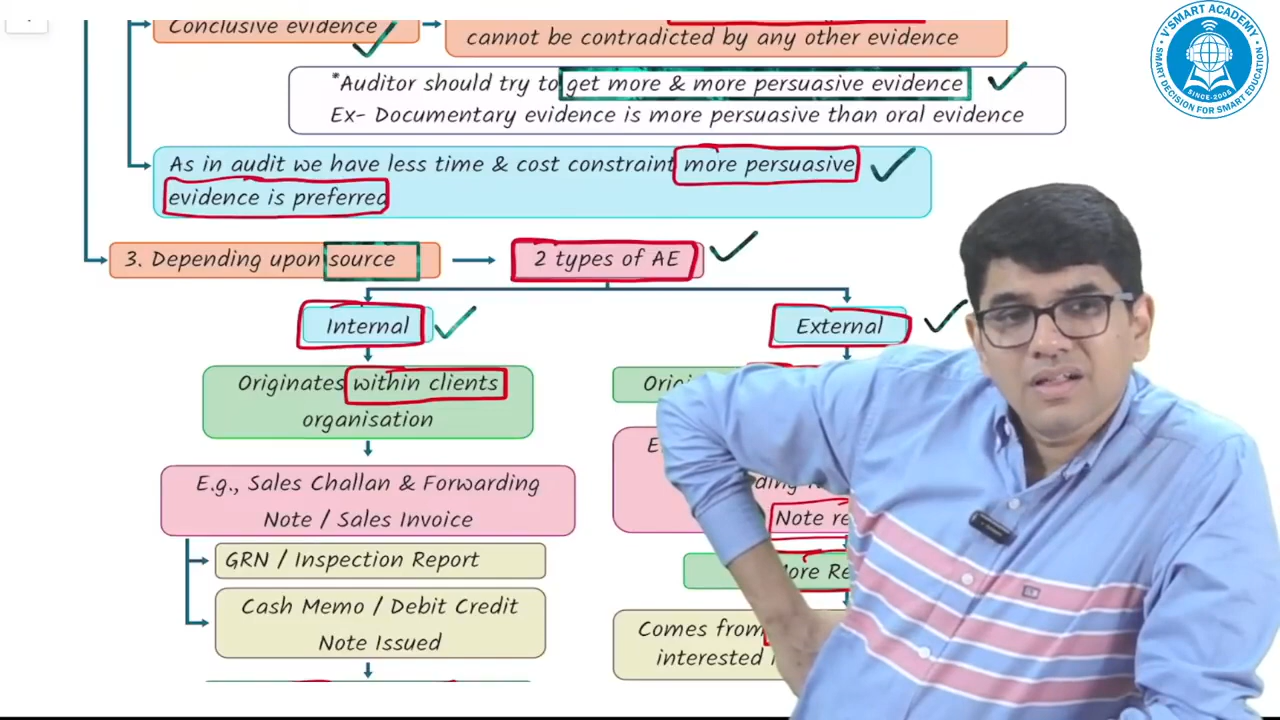 Conclusive evidence
cannot be contradicted by any other evidence
*Auditor should try to get more & more persuasive evidence
Ex- Documentary evidence is more persuasive than oral evidence
As in audit we have less time & cost constraint more persuasive
evidence is preferred
3. Depending upon source
2 types of AE
Internal
External
Originates within clients
organisation
E.g., Sales Challan & Forwarding
Note / Sales Invoice
GRN / Inspection Report
Cash Memo / Debit Credit
Note Issued
Note
Comes from
interested
VSMART ACADEMY
SMART DECISION FOR SMART EDUCATION
SINCE-2005